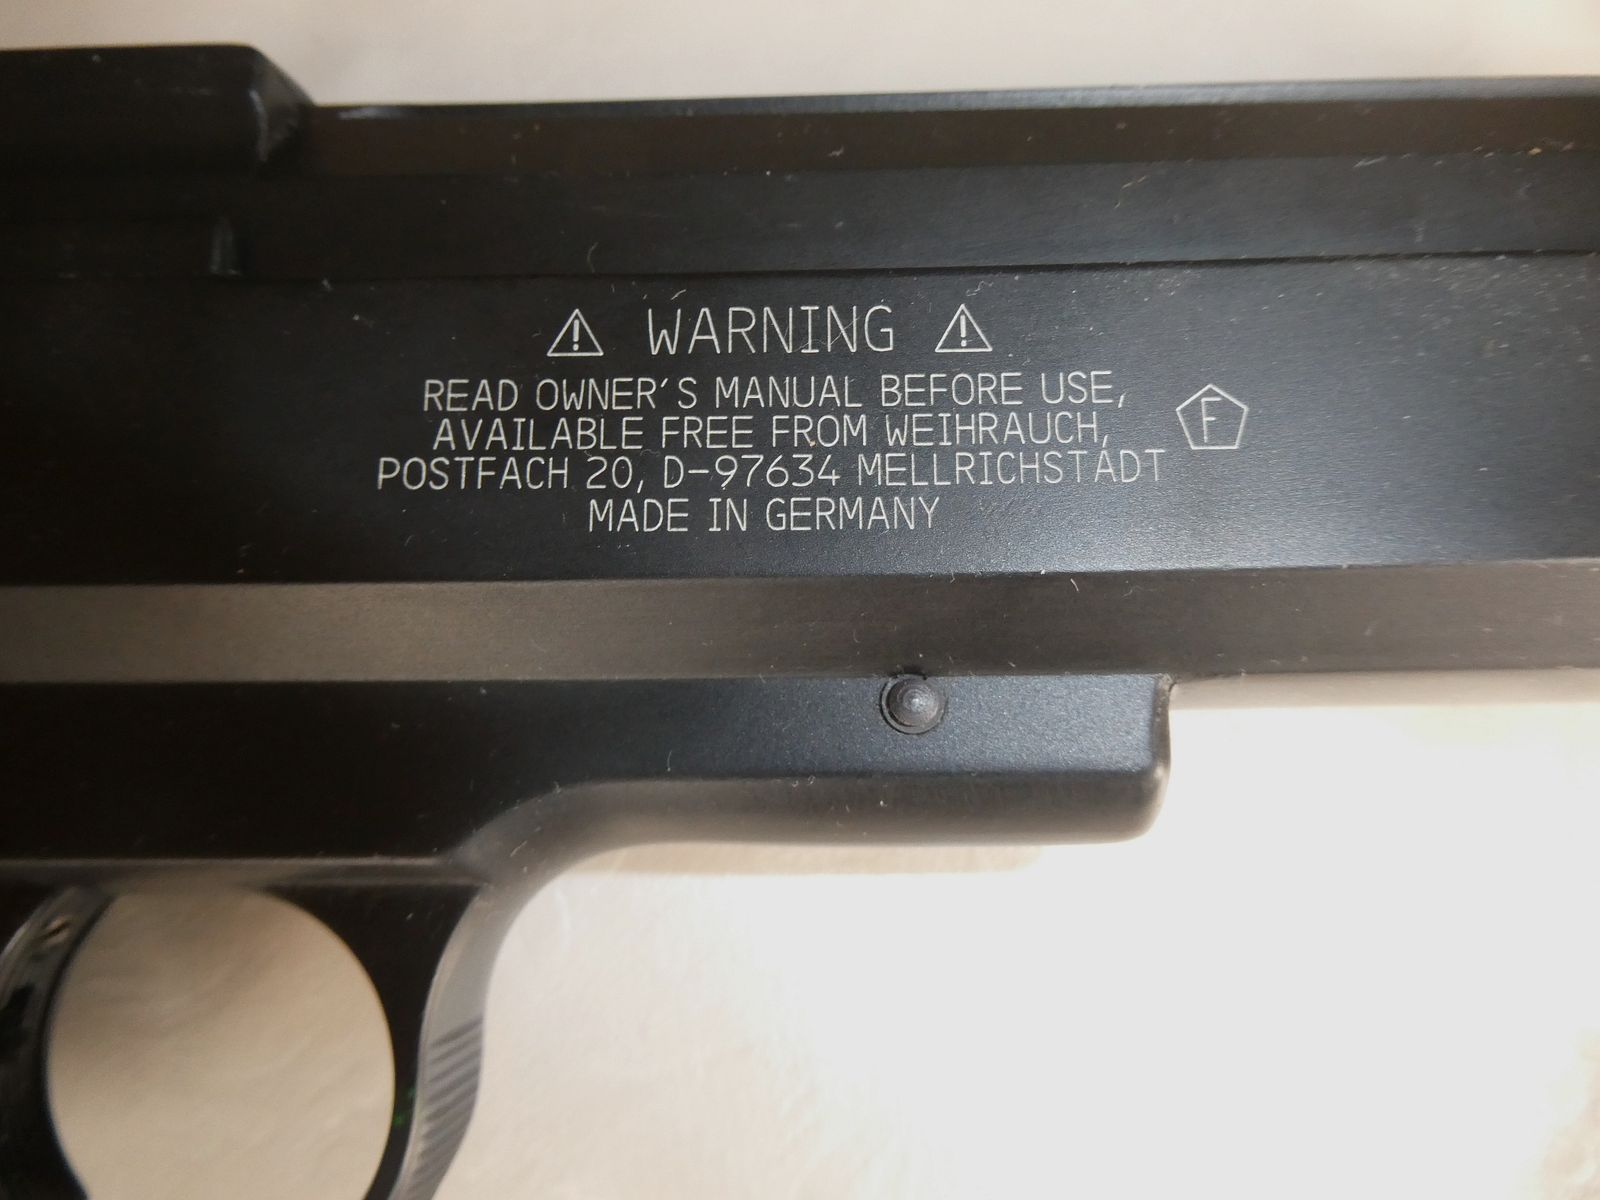 ⚠ WARNING ⚠
READ OWNER'S MANUAL BEFORE USE,
AVAILABLE FREE FROM WEIHRAUCH,
POSTFACH 20, D-97634 MELLRICHSTADT
MADE IN GERMANY
F